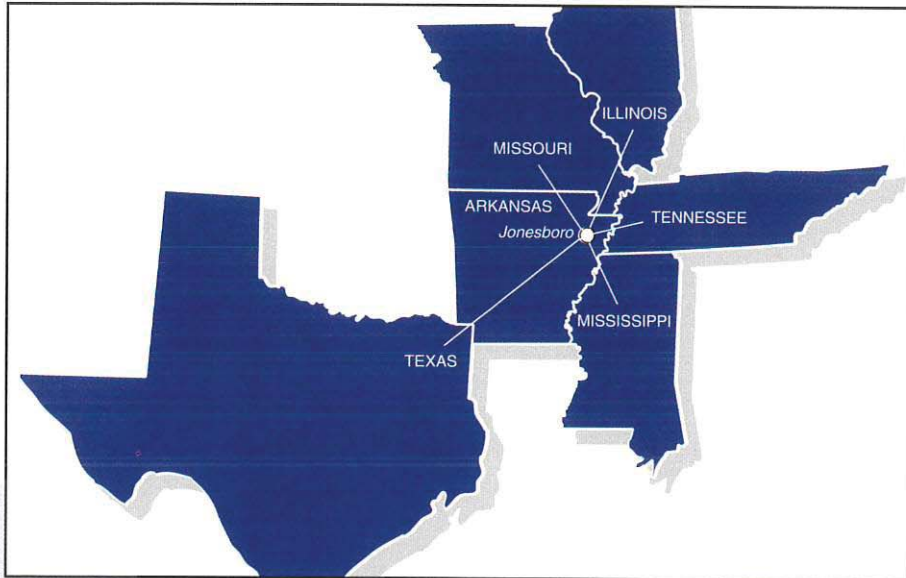 ILLINOIS
MISSOURI
ARKANSAS
TENNESSEE
Jonesboro
MISSISSIPPI
TEXAS